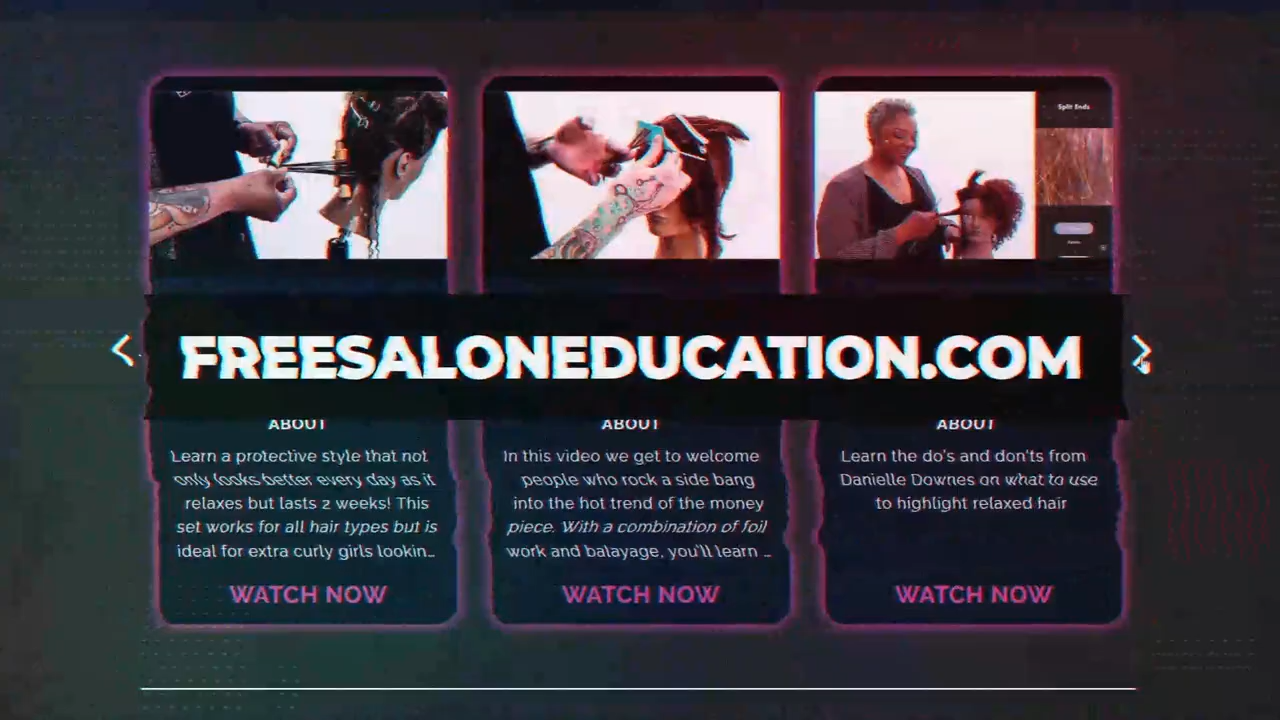 Split Ends
FREESALONEDUCATION.COM
ABOUT
Learn a protective style that not
only looks better every day as it
relaxes but lasts 2 weeks! This
set works for all hair types but is
ideal for extra curly girls lookin...
WATCH NOW
ABOUT
In this video we get to welcome
people who rock a side bang
into the hot trend of the money
piece. With a combination of foil
work and balayage, you'll learn ...
WATCH NOW
ABOUT
Learn the do's and don'ts from
Danielle Downes on what to use
to highlight relaxed hair
WATCH NOW